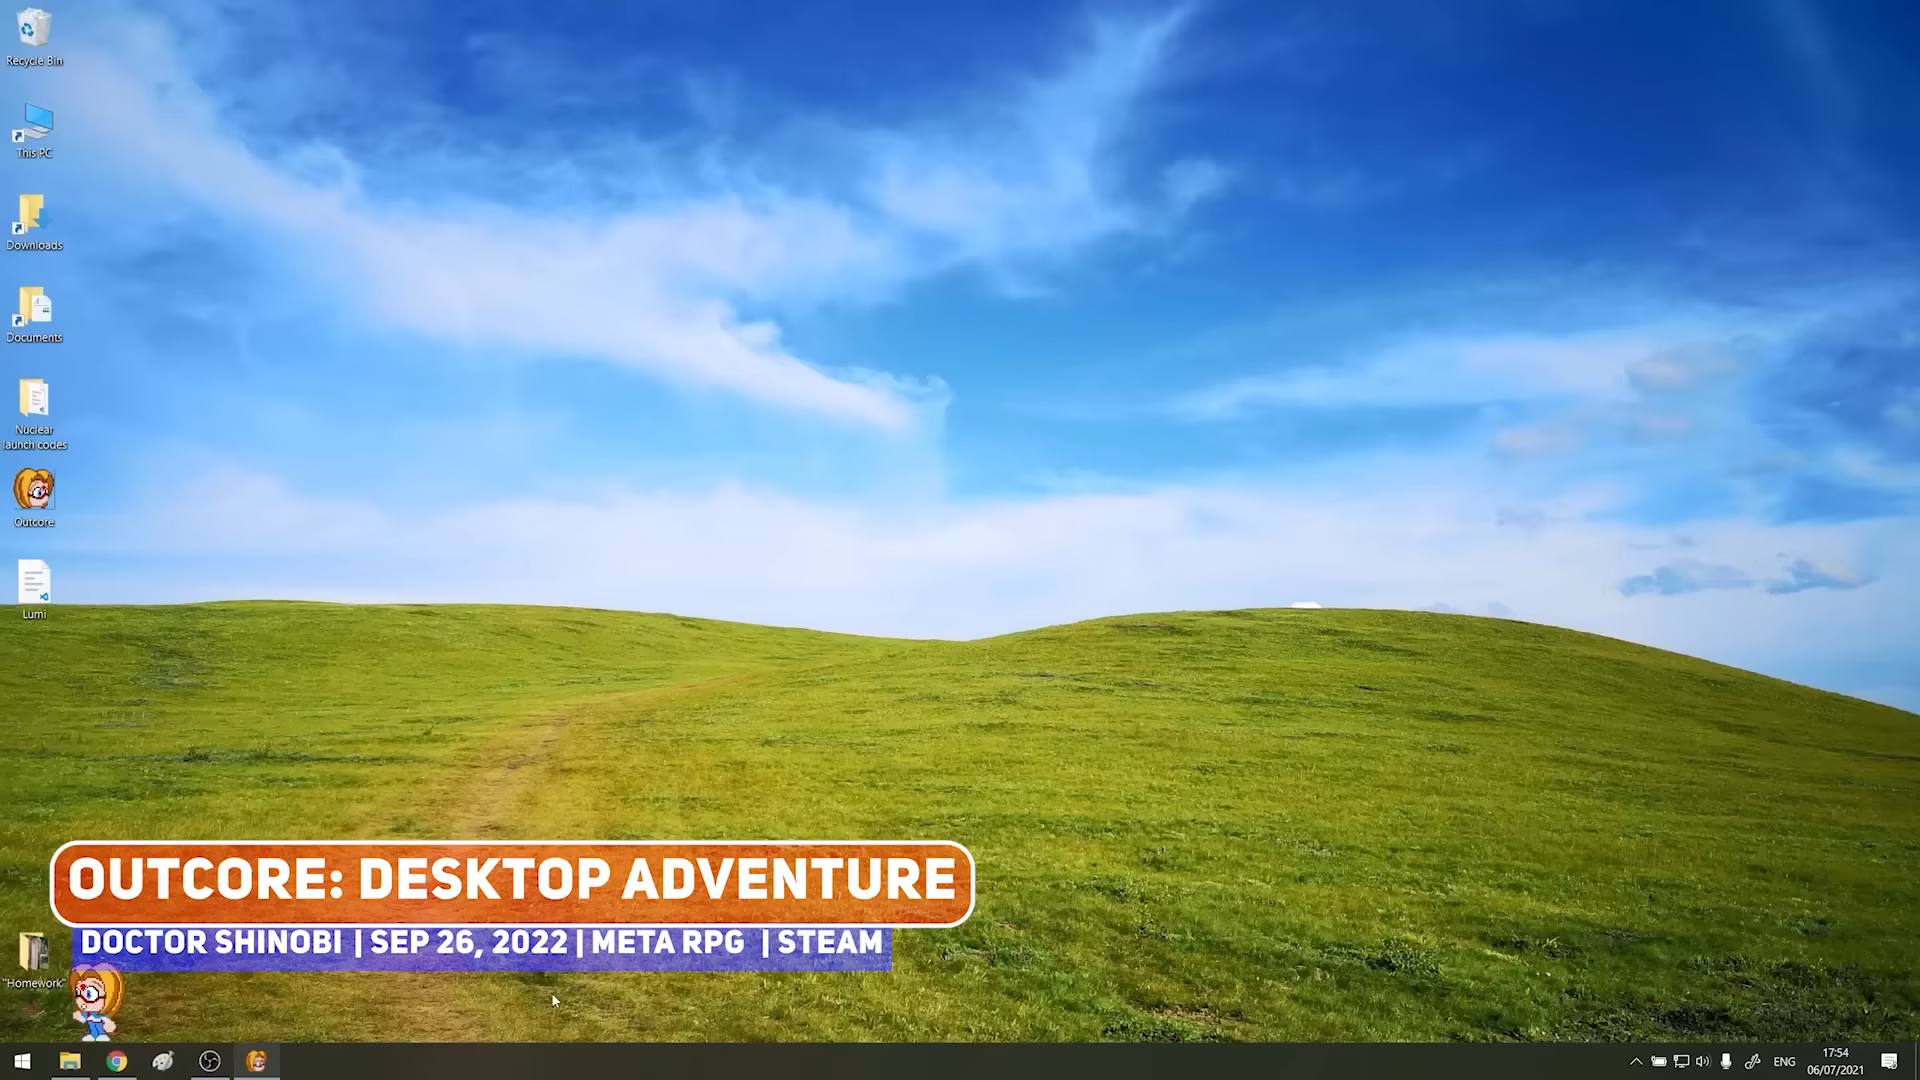 Recycle Bin
This PC
Downloads
Documents
Nuclear
launch codes
Outcore
Lumi
OUTCORE: DESKTOP ADVENTURE
DOCTOR SHINOBI | SEP 26, 2022 | META RPG | STEAM
"Homework"
ENG
17:54
06/07/2021